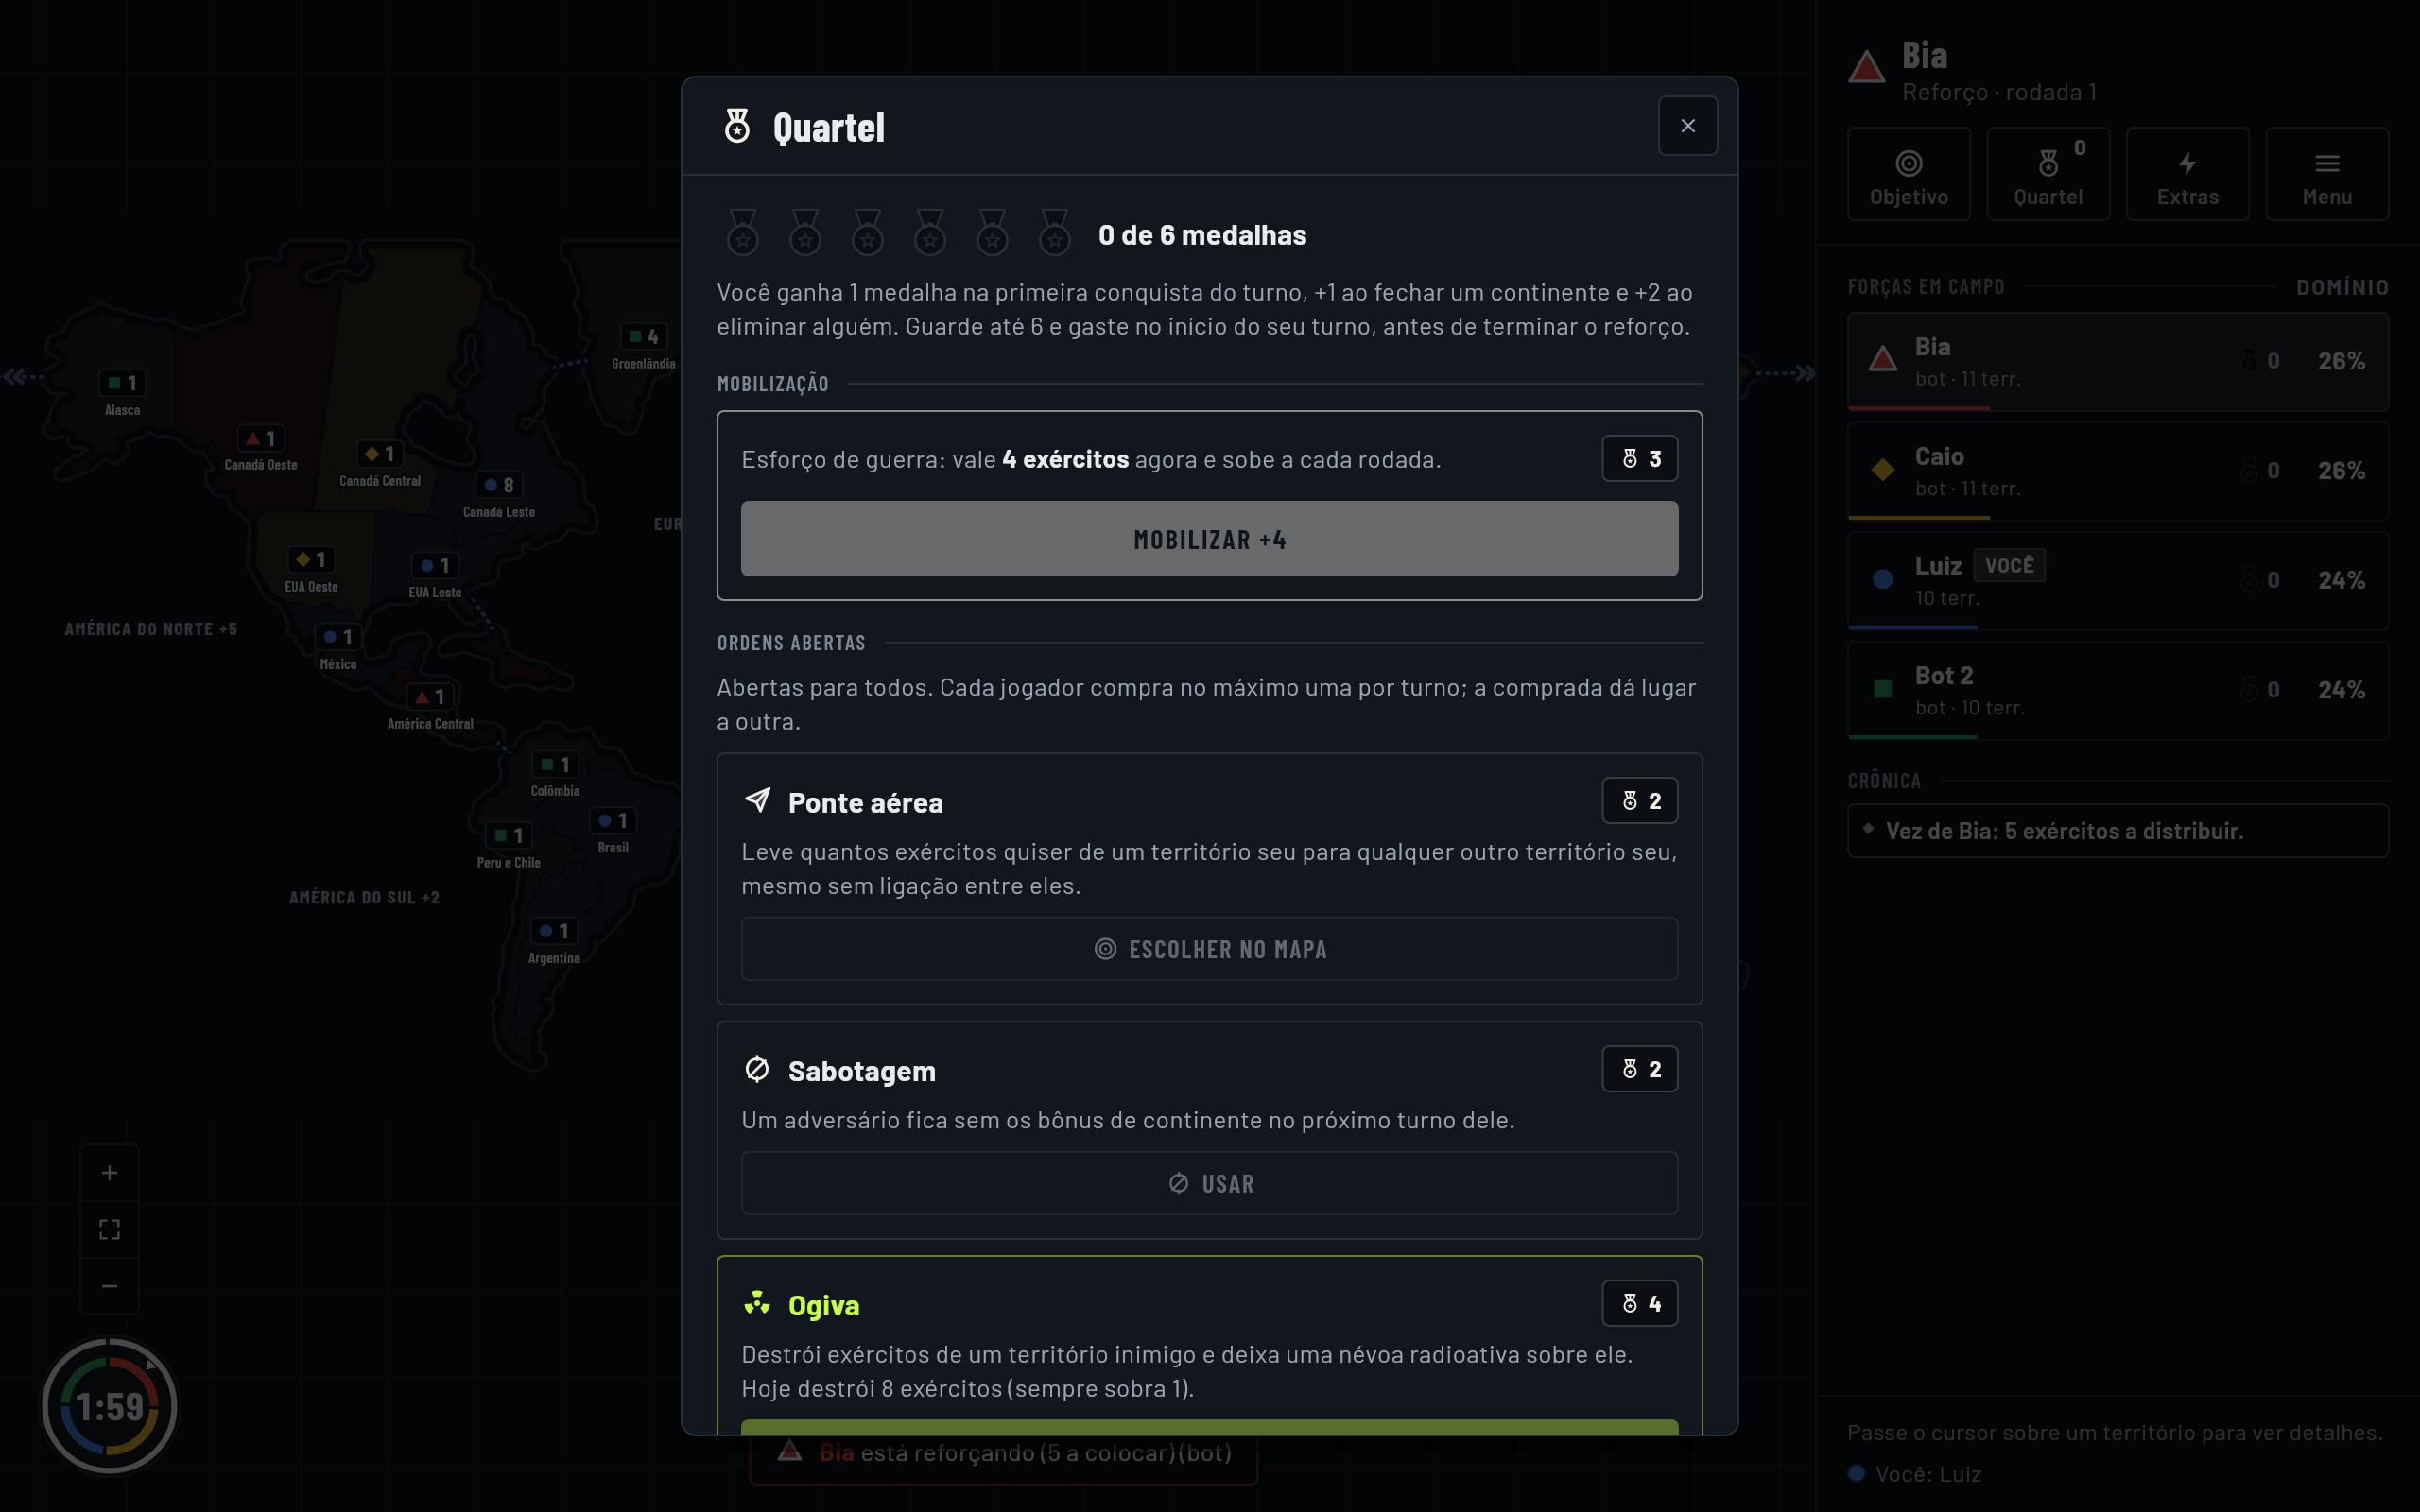 Quartel
0 de 6 medalhas
Você ganha 1 medalha na primeira conquista do turno, +1 ao fechar um continente e +2 ao
eliminar alguém. Guarde até 6 e gaste no início do seu turno, antes de terminar o reforço.
MOBILIZAÇÃO
Esforço de guerra: vale 4 exércitos agora e sobe a cada rodada.
3
MOBILIZAR +4
ORDENS ABERTAS
Abertas para todos. Cada jogador compra no máximo uma por turno; a comprada dá lugar
a outra.
Ponte aérea
2
Leve quantos exércitos quiser de um território seu para qualquer outro território seu,
mesmo sem ligação entre eles.
ESCOLHER NO MAPA
Sabotagem
2
Um adversário fica sem os bônus de continente no próximo turno dele.
USAR
Ogiva
4
Destrói exércitos de um território inimigo e deixa uma névoa radioativa sobre ele.
Hoje destrói 8 exércitos (sempre sobra 1).
Bia está reforçando (5 a colocar) (bot)
4
Groenlândia
1
Alasca
1
Canadá Oeste
1
Canadá Central
8
Canadá Leste
EUR
1
EUA Oeste
1
EUA Leste
AMÉRICA DO NORTE +5
1
México
1
América Central
1
Colômbia
1
Brasil
1
Peru e Chile
AMÉRICA DO SUL +2
1
Argentina
+
−
1:59
Bia
Reforço · rodada 1
Objetivo
0
Quartel
Extras
Menu
FORÇAS EM CAMPO
DOMÍNIO
Bia
bot · 11 terr.
0
26%
Caio
bot · 11 terr.
0
26%
Luiz VOCÊ
10 terr.
0
24%
Bot 2
bot · 10 terr.
0
24%
CRÔNICA
Vez de Bia: 5 exércitos a distribuir.
Passe o cursor sobre um território para ver detalhes.
Você: Luiz